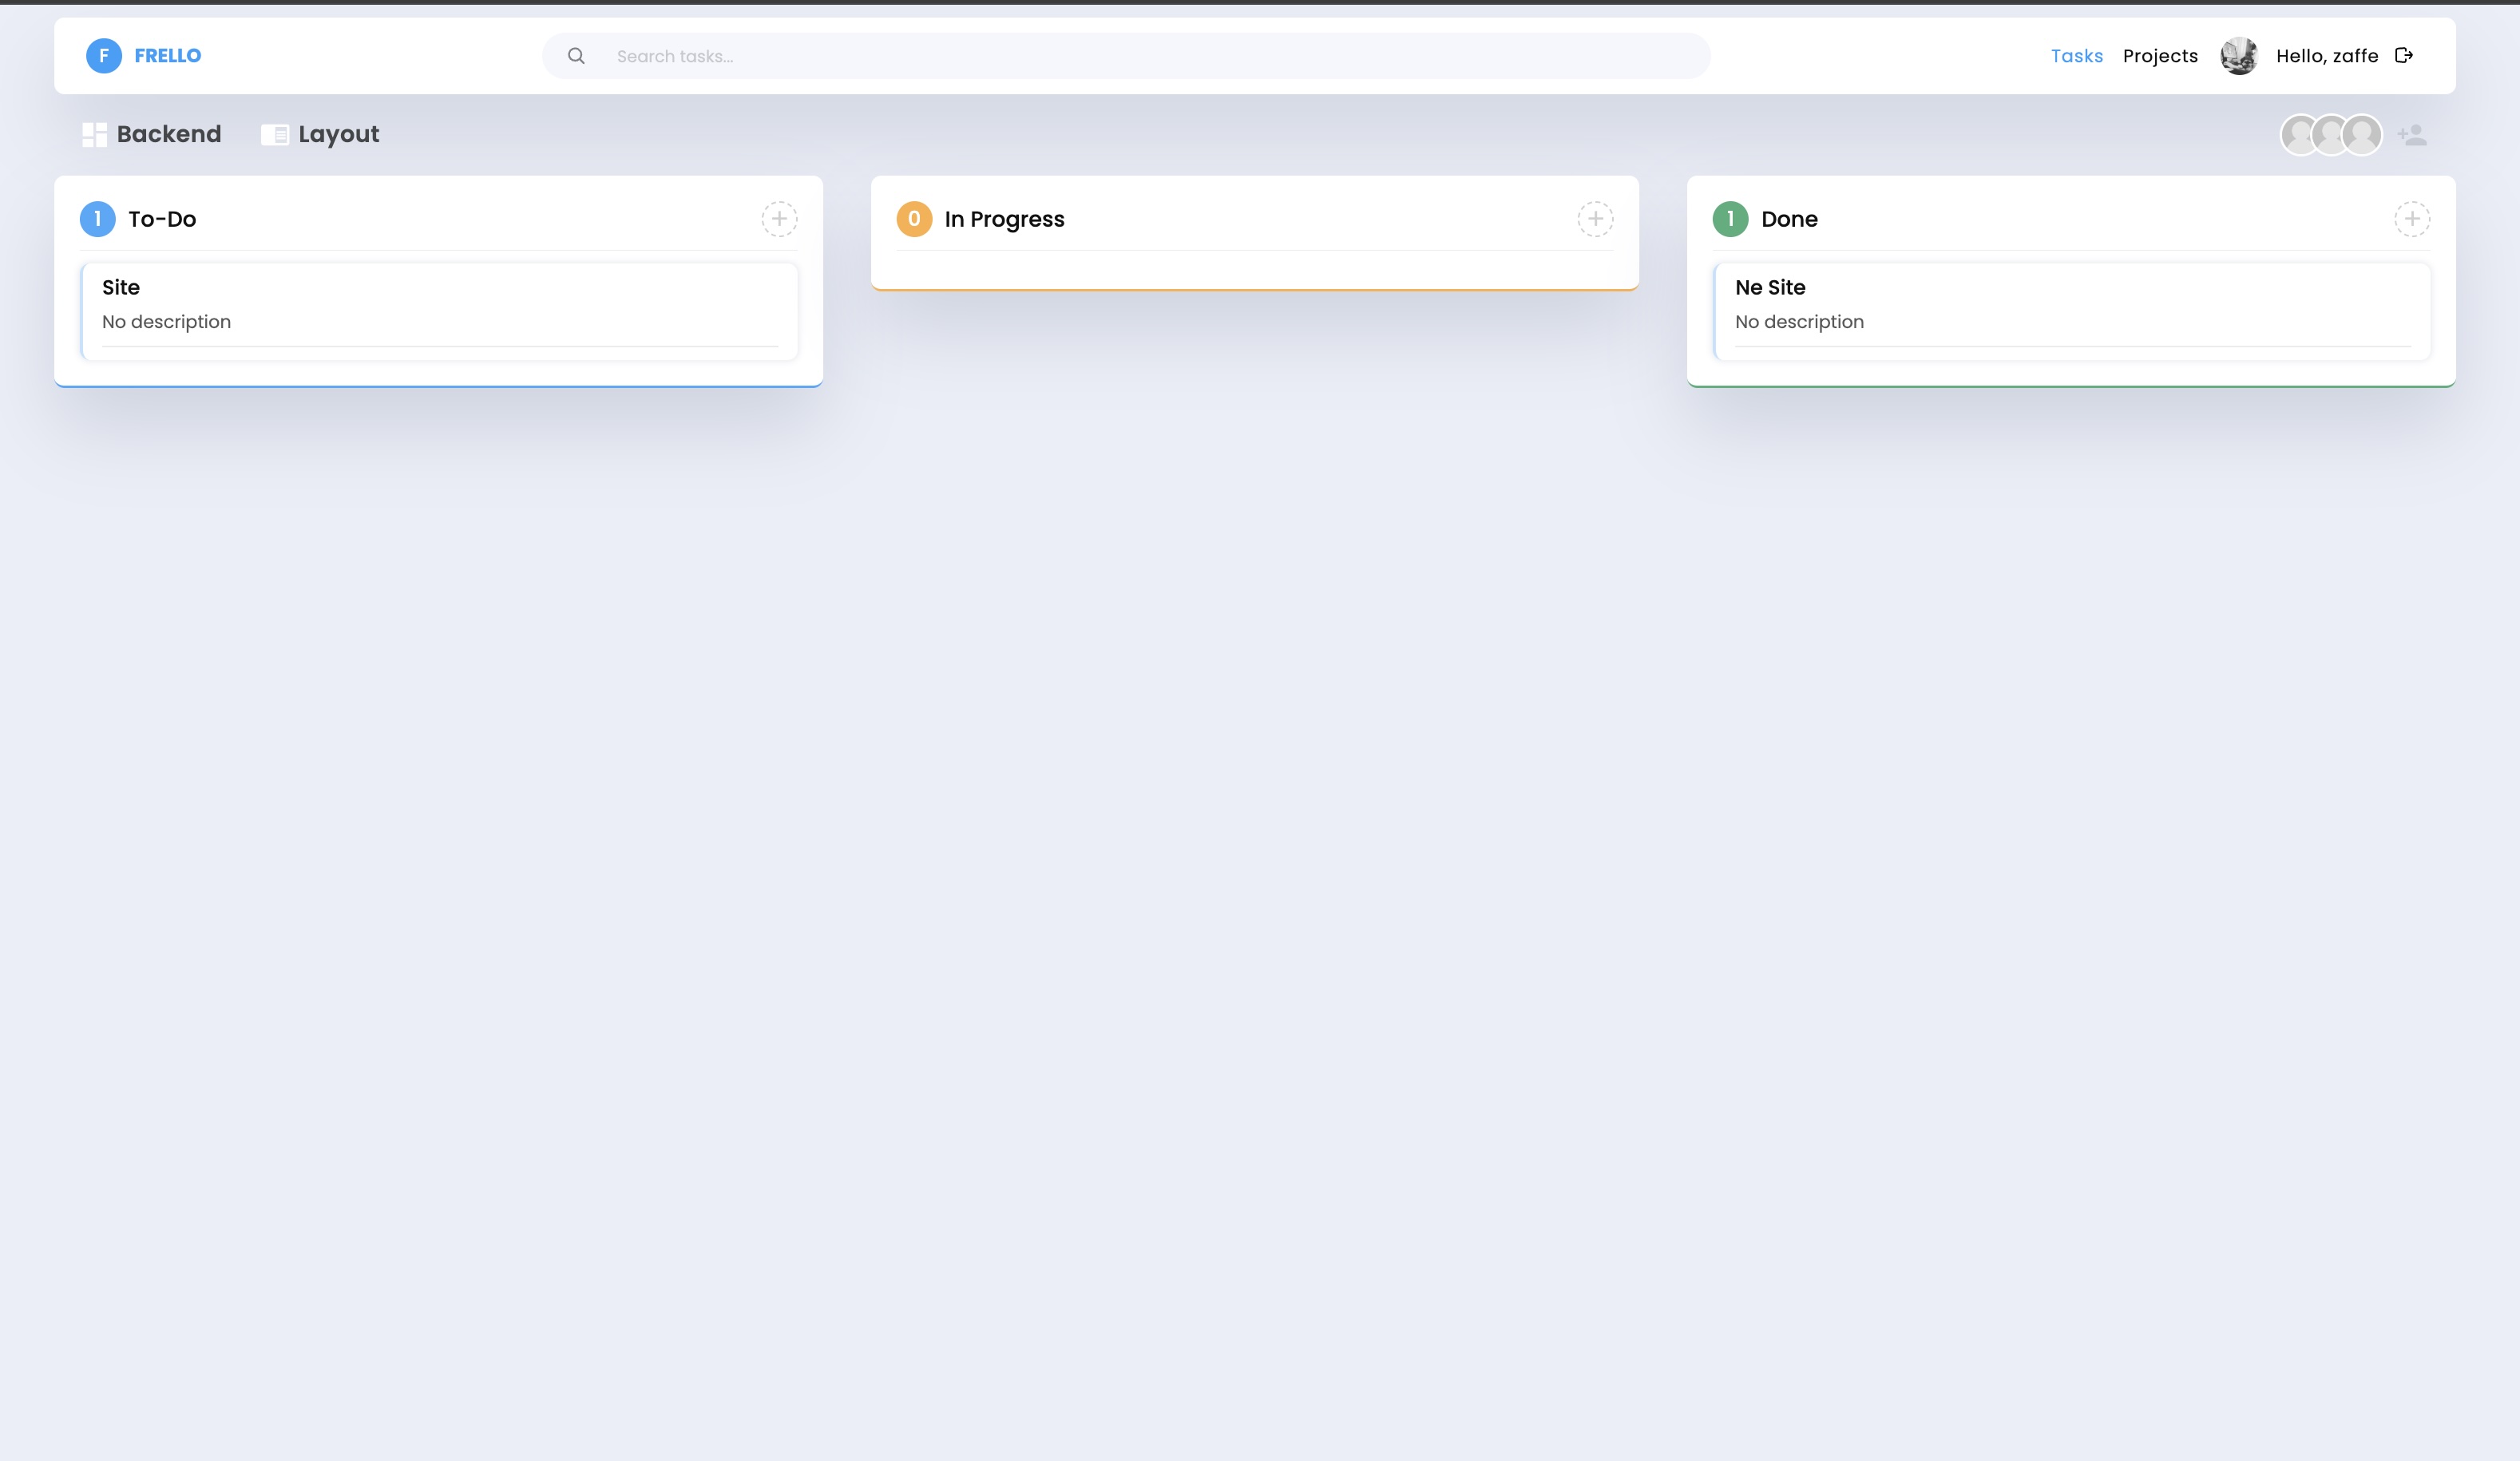 F FRELLO
Search tasks...
Tasks Projects Hello, zaffe
Backend Layout
1 To-Do
Site
No description
0 In Progress
1 Done
Ne Site
No description